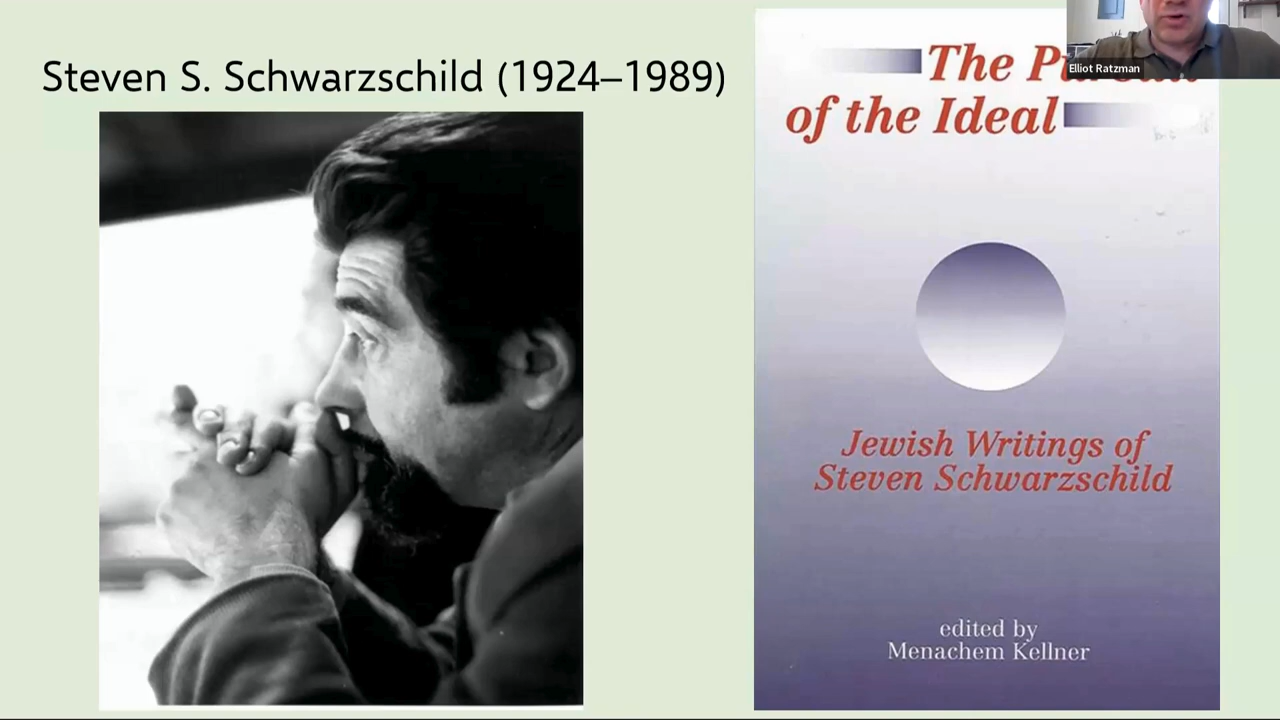 Steven S. Schwarzschild (1924–1989)
Elliot Ratzman
The
of the Ideal
Jewish Writings of
Steven Schwarzschild
edited by
Menachem Kellner